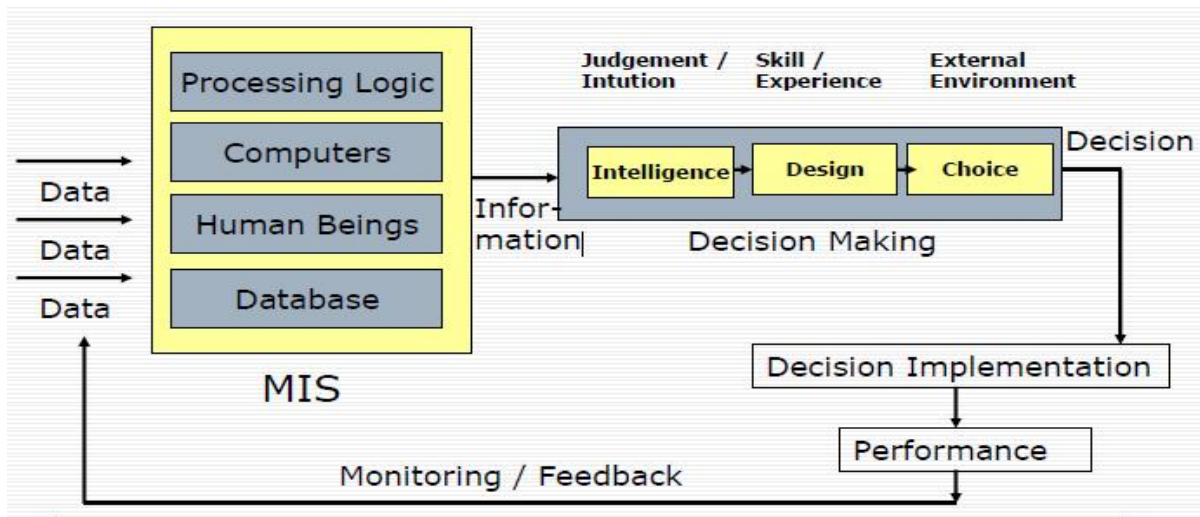 Processing Logic
Computers
Human Beings
Database
MIS
Data
Data
Data
Infor-
mation
Judgement /
Intution
Skill /
Experience
External
Environment
Intelligence
Design
Choice
Decision Making
Decision
Decision Implementation
Performance
Monitoring / Feedback